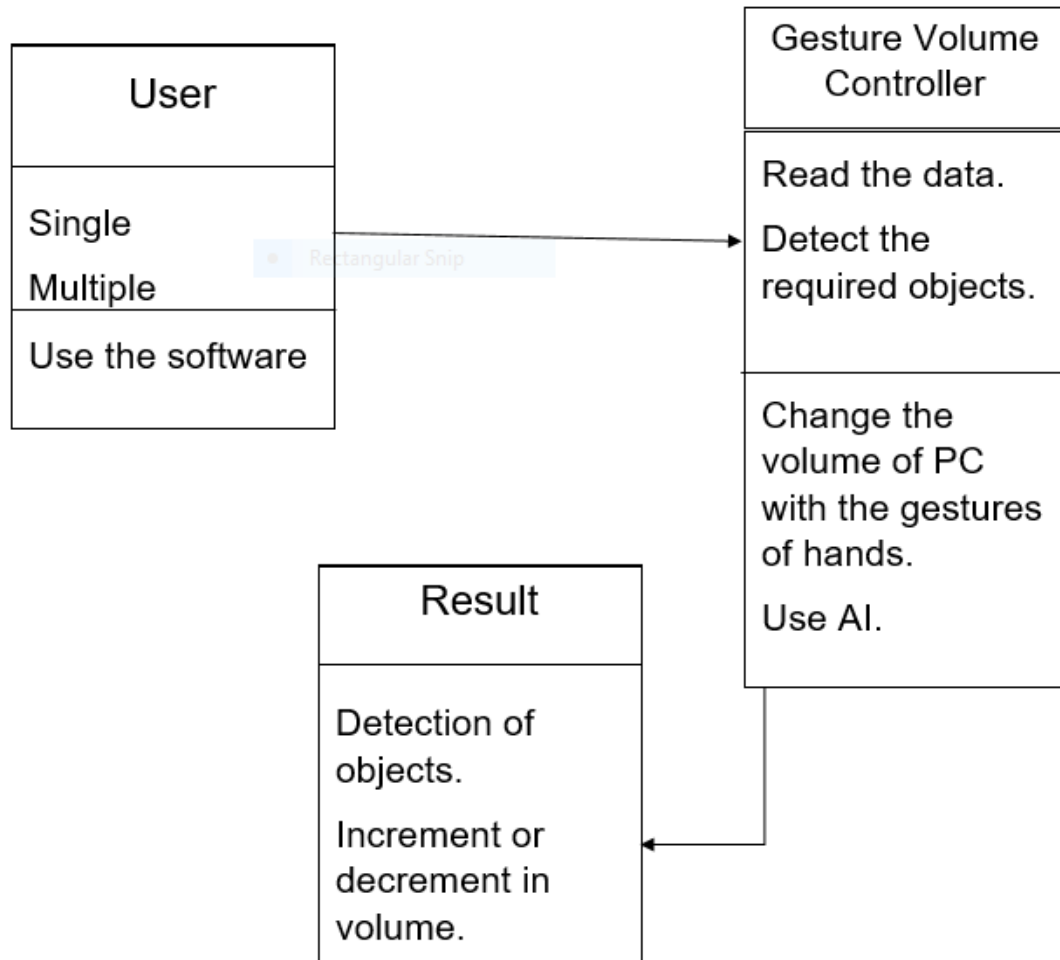 User
Single
Multiple
Use the software
Rectangular Snip
Gesture Volume
Controller
Read the data.
Detect the
required objects.
Change the
volume of PC
with the gestures
of hands.
Use AI.
Result
Detection of
objects.
Increment or
decrement in
volume.